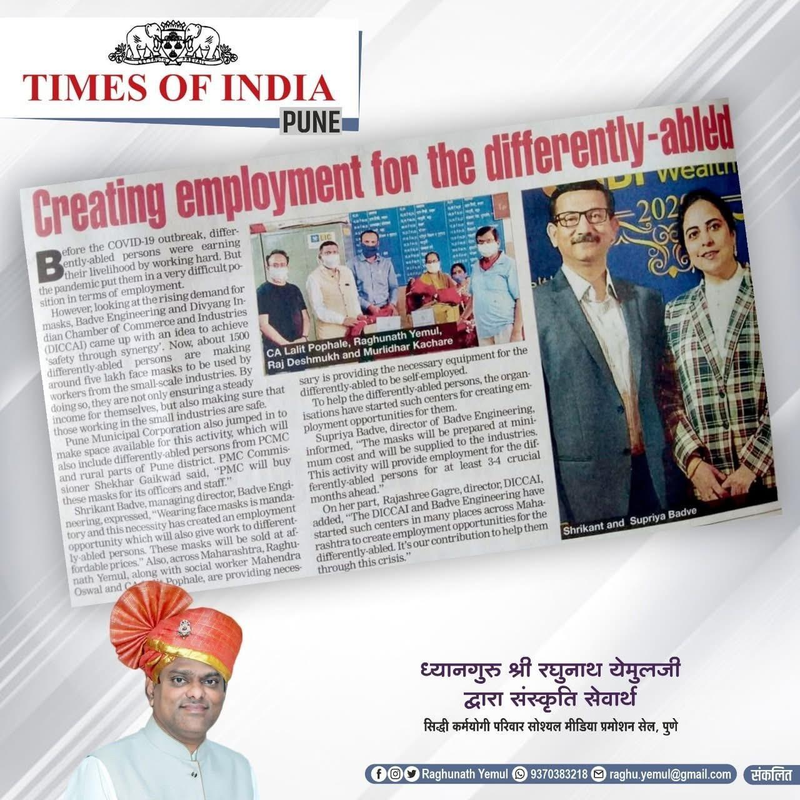 TIMES OF INDIA
PUNE
Creating employment for the differently-abled
Before the COVID-19 outbreak, differ-
ently-abled persons were earning
their livelihood by working hard. But
the pandemic put them in a very difficult po-
sition in terms of employment.
However, looking at the rising demand for
masks, Badve Engineering and Divyang In-
dian Chamber of Commerce and Industries
(DICCAI) came up with an idea to achieve
‘safety through synergy’. Now, about 1500
differently-abled persons are making
around five lakh face masks to be used by
workers from the small-scale industries. By
doing so, they are not only ensuring a steady
income for themselves, but also making sure that
those working in the small industries are safe.
Pune Municipal Corporation also jumped in to
make space available for this activity, which will
also include differently-abled persons from PCMC
and rural parts of Pune district. PMC Commis-
sioner Shekhar Gaikwad said, “PMC will buy
these masks for its officers and staff.”
Shrikant Badve, managing director, Badve Engi-
neering, expressed, “Wearing face masks is manda-
tory and this necessity has created an employment
opportunity which will also give work to different-
ly-abled persons. These masks will be sold at af-
fordable prices.” Also, across Maharashtra, Raghu-
nath Yemul, along with social worker Mahendra
Oswal and CA Pophale, are providing neces-
LIC
CA Lalit Pophale, Raghunath Yemul,
Raj Deshmukh and Murlidhar Kachare
sary is providing the necessary equipment for the
differently-abled to be self-employed.
To help the differently-abled persons, the organ-
isations have started such centers for creating em-
ployment opportunities for them.
Supriya Badve, director of Badve Engineering,
informed, “The masks will be prepared at mini-
mum cost and will be supplied to the industries.
This activity will provide employment for the dif-
ferently-abled persons for at least 3-4 crucial
months ahead.”
On her part, Rajashree Gagre, director, DICCAI,
added, “The DICCAI and Badve Engineering have
started such centers in many places across Maha-
rashtra to create employment opportunities for the
differently-abled. It’s our contribution to help them
through this crisis.”
Wealth
Shrikant and Supriya Badve
ध्यानगुरु श्री रघुनाथ येमुलजी
द्वारा संस्कृति सेवार्थ
सिद्धी कर्मयोगी परिवार सोश्यल मीडिया प्रमोशन सेल, पुणे
Raghunath Yemul 9370383218 raghu.yemul@gmail.com संकलित